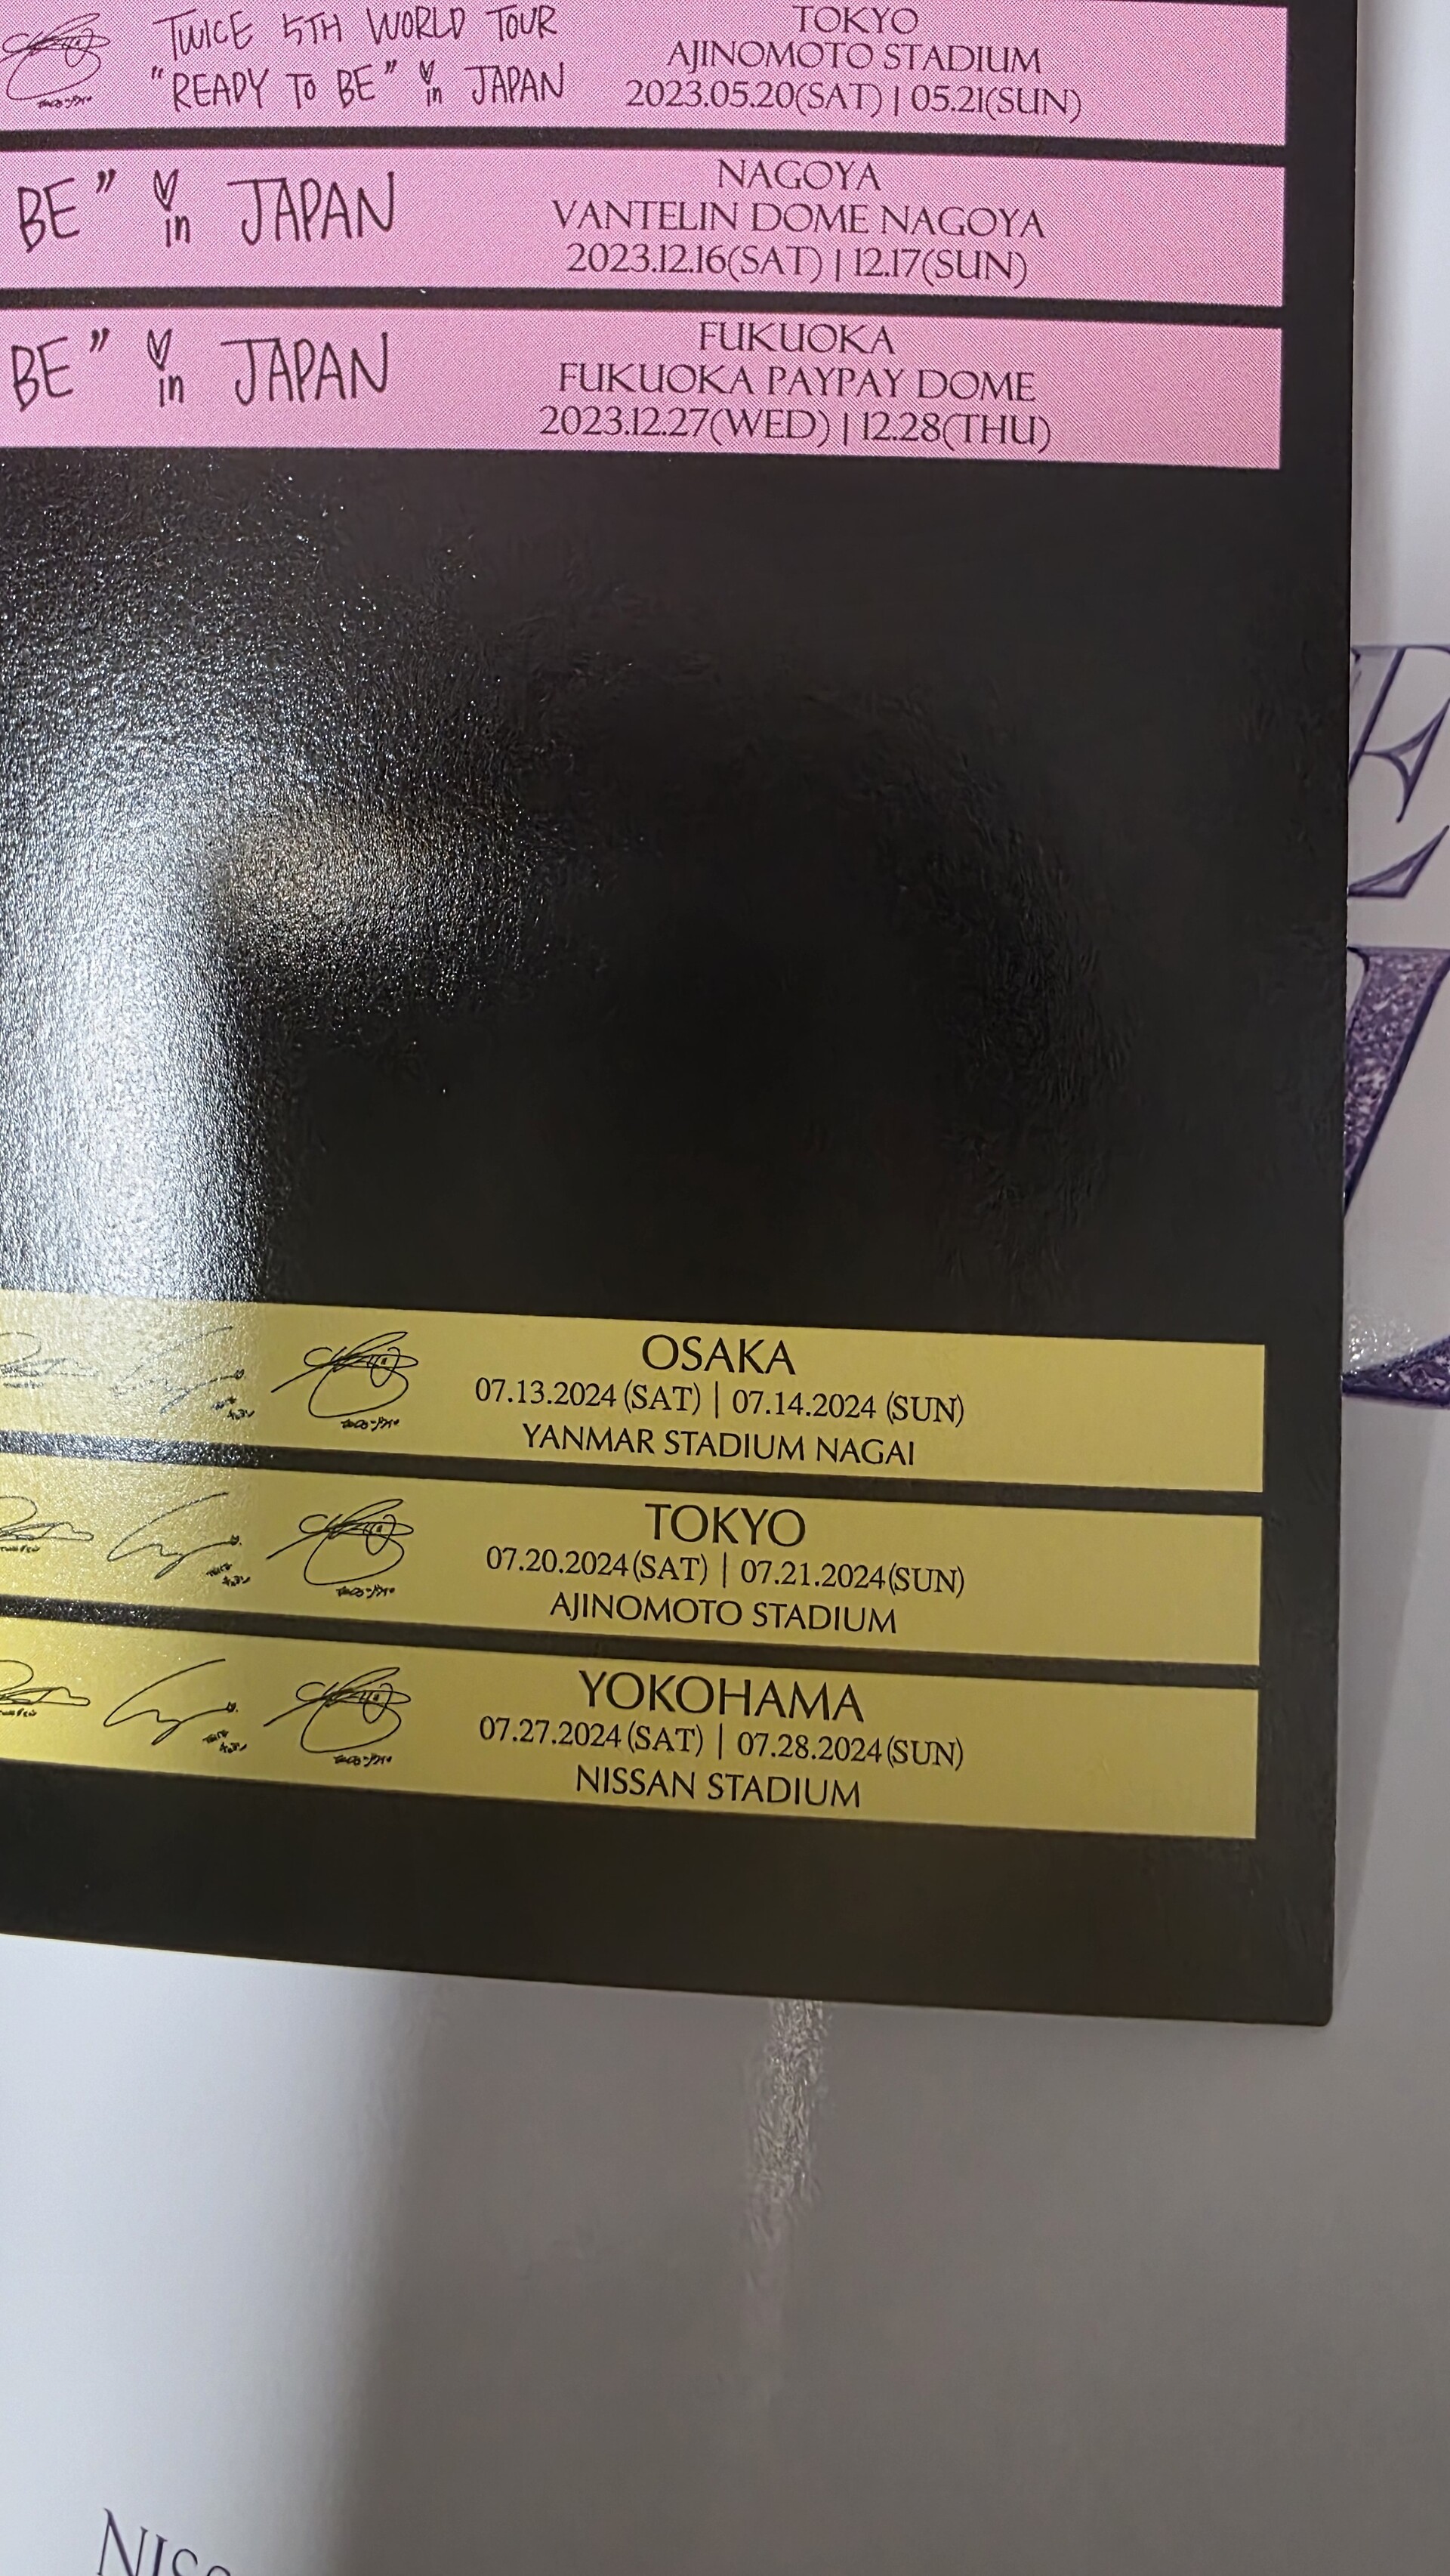 TWICE 5TH WORLD TOUR
"READY TO BE" in JAPAN
TOKYO
AJINOMOTO STADIUM
2023.05.20(SAT) | 05.21(SUN)
BE" in JAPAN
NAGOYA
VANTELIN DOME NAGOYA
2023.12.16(SAT) | 12.17(SUN)
BE" in JAPAN
FUKUOKA
FUKUOKA PAYPAY DOME
2023.12.27(WED) | 12.28(THU)
E
OSAKA
07.13.2024 (SAT) | 07.14.2024 (SUN)
YANMAR STADIUM NAGAI
TOKYO
07.20.2024(SAT) | 07.21.2024(SUN)
AJINOMOTO STADIUM
YOKOHAMA
07.27.2024 (SAT) | 07.28.2024(SUN)
NISSAN STADIUM